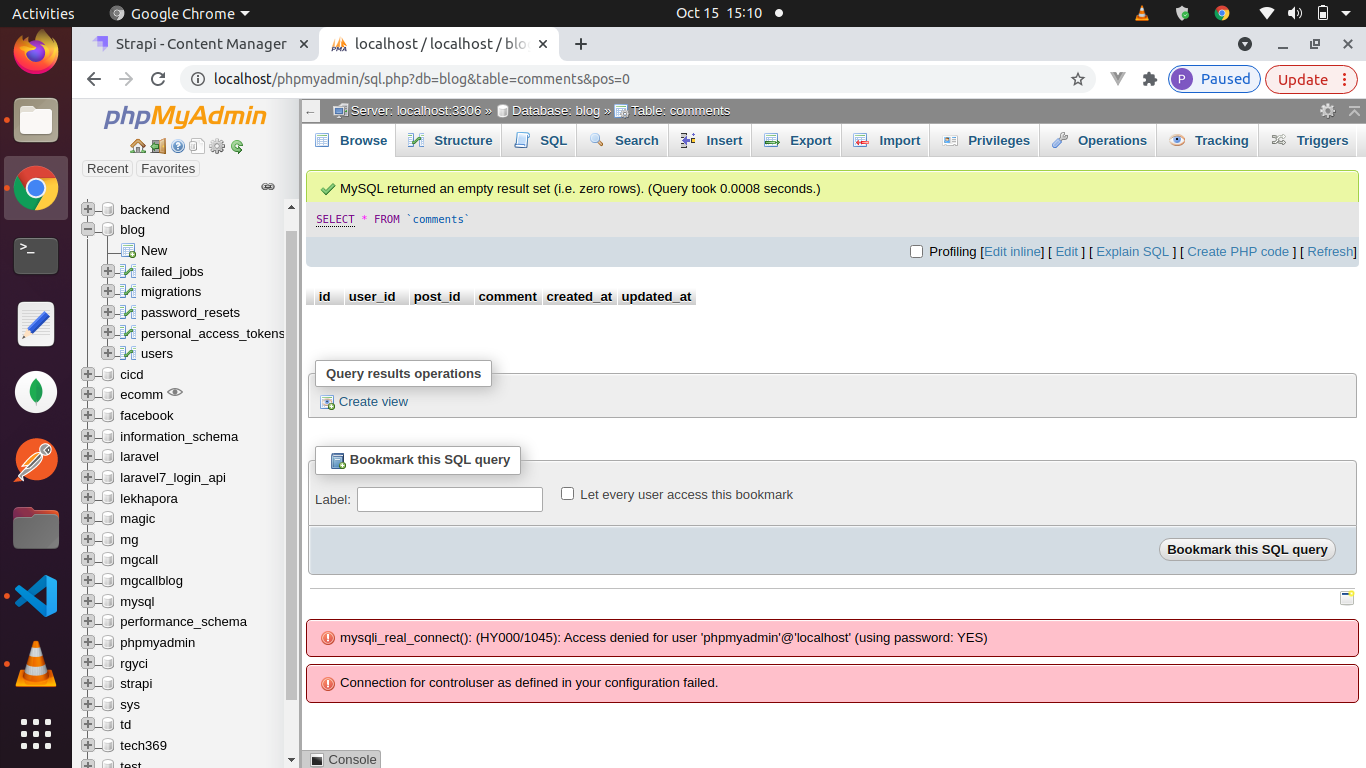 Activities
Google Chrome
Oct 15 15:10
Strapi - Content Manager
localhost / localhost / blo
localhost/phpmyadmin/sql.php?db=blog&table=comments&pos=0
P Paused
Update
phpMyAdmin
Recent
Favorites
backend
blog
New
failed_jobs
migrations
password_resets
personal_access_tokens
users
cicd
ecomm
facebook
information_schema
laravel
laravel7_login_api
lekhapora
magic
mg
mgcall
mgcallblog
mysql
performance_schema
phpmyadmin
rgyci
strapi
sys
td
tech369
test
Server: localhost:3306 » Database: blog » Table: comments
Browse Structure SQL Search Insert Export Import Privileges Operations Tracking Triggers
MySQL returned an empty result set (i.e. zero rows). (Query took 0.0008 seconds.)
SELECT * FROM `comments`
Profiling [Edit inline] [ Edit ] [ Explain SQL ] [ Create PHP code ] [ Refresh]
id user_id post_id comment created_at updated_at
Query results operations
Create view
Bookmark this SQL query
Label:
Let every user access this bookmark
Bookmark this SQL query
mysqli_real_connect(): (HY000/1045): Access denied for user 'phpmyadmin'@'localhost' (using password: YES)
Connection for controluser as defined in your configuration failed.
Console